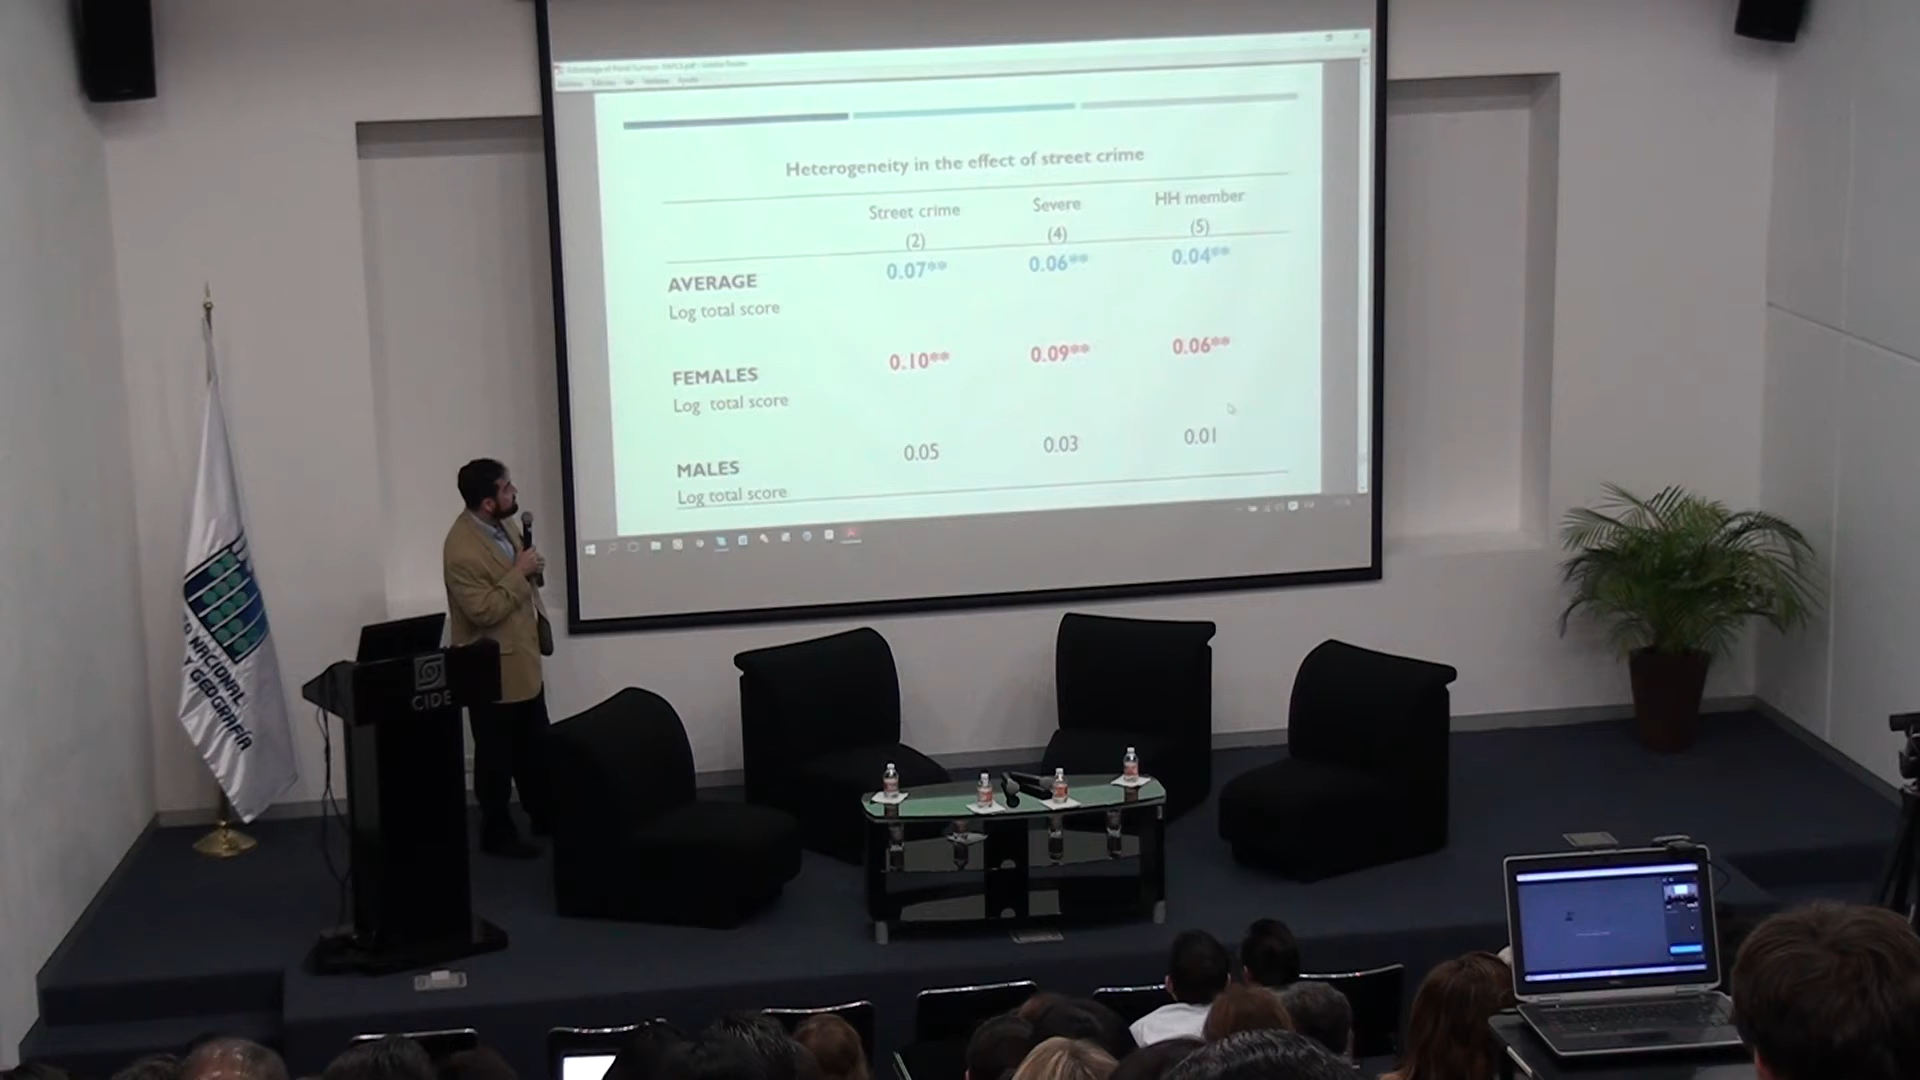 Heterogeneity in the effect of street crime
Street crime Severe HH member
(2) (4) (5)
AVERAGE 0.07** 0.06** 0.04**
Log total score
FEMALES 0.10** 0.09** 0.06**
Log total score
MALES 0.05 0.03 0.01
Log total score
CIDE
NACIONAL
Y GEOGRAFÍA